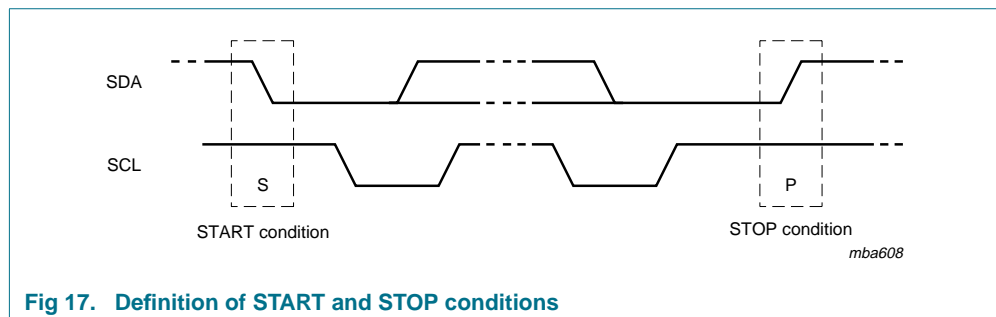 SDA
SCL
S
P
START condition
STOP condition
mba608
Fig 17. Definition of START and STOP conditions